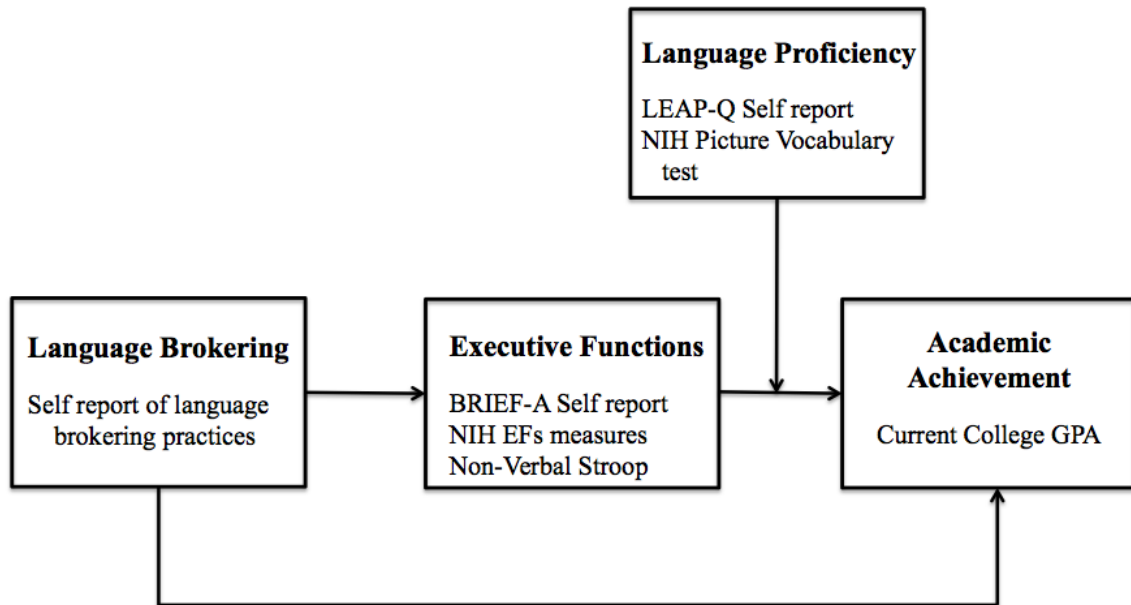 Language Proficiency
LEAP-Q Self report
NIH Picture Vocabulary
test
Language Brokering
Self report of language
brokering practices
Executive Functions
BRIEF-A Self report
NIH EFs measures
Non-Verbal Stroop
Academic
Achievement
Current College GPA